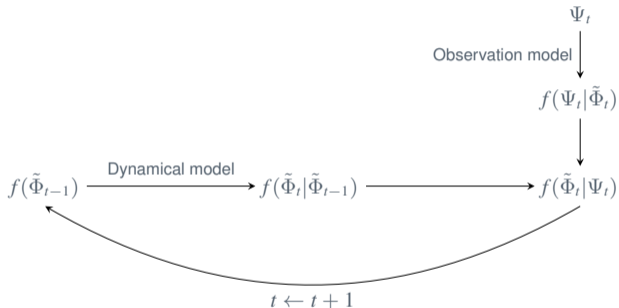 Ψ_t
Observation model
f(Ψ_t|Φ̃_t)
Dynamical model
f(Φ̃_{t−1})
f(Φ̃_t|Φ̃_{t−1})
f(Φ̃_t|Ψ_t)
t ← t + 1